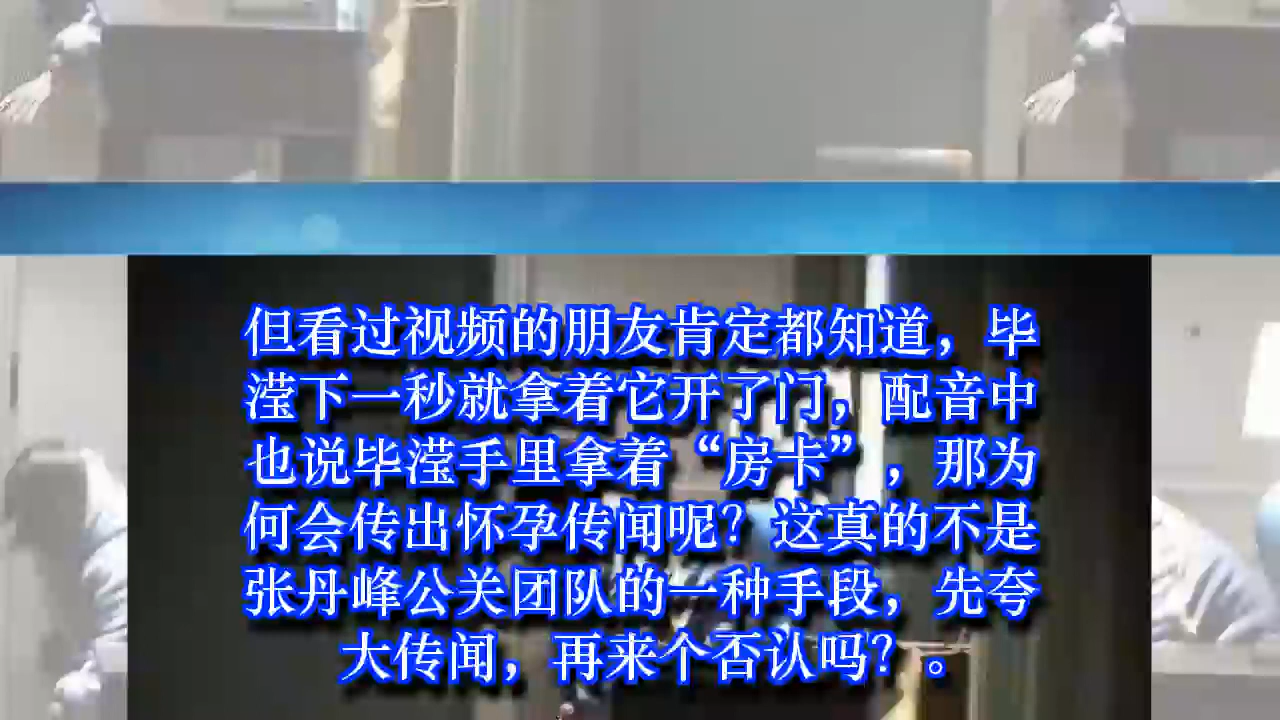 但看过视频的朋友肯定都知道，毕
滢下一秒就拿着它开了门，配音中
也说毕滢手里拿着“房卡”，那为
何会传出怀孕传闻呢？这真的不是
张丹峰公关团队的一种手段，先夸
大传闻，再来个否认吗？。